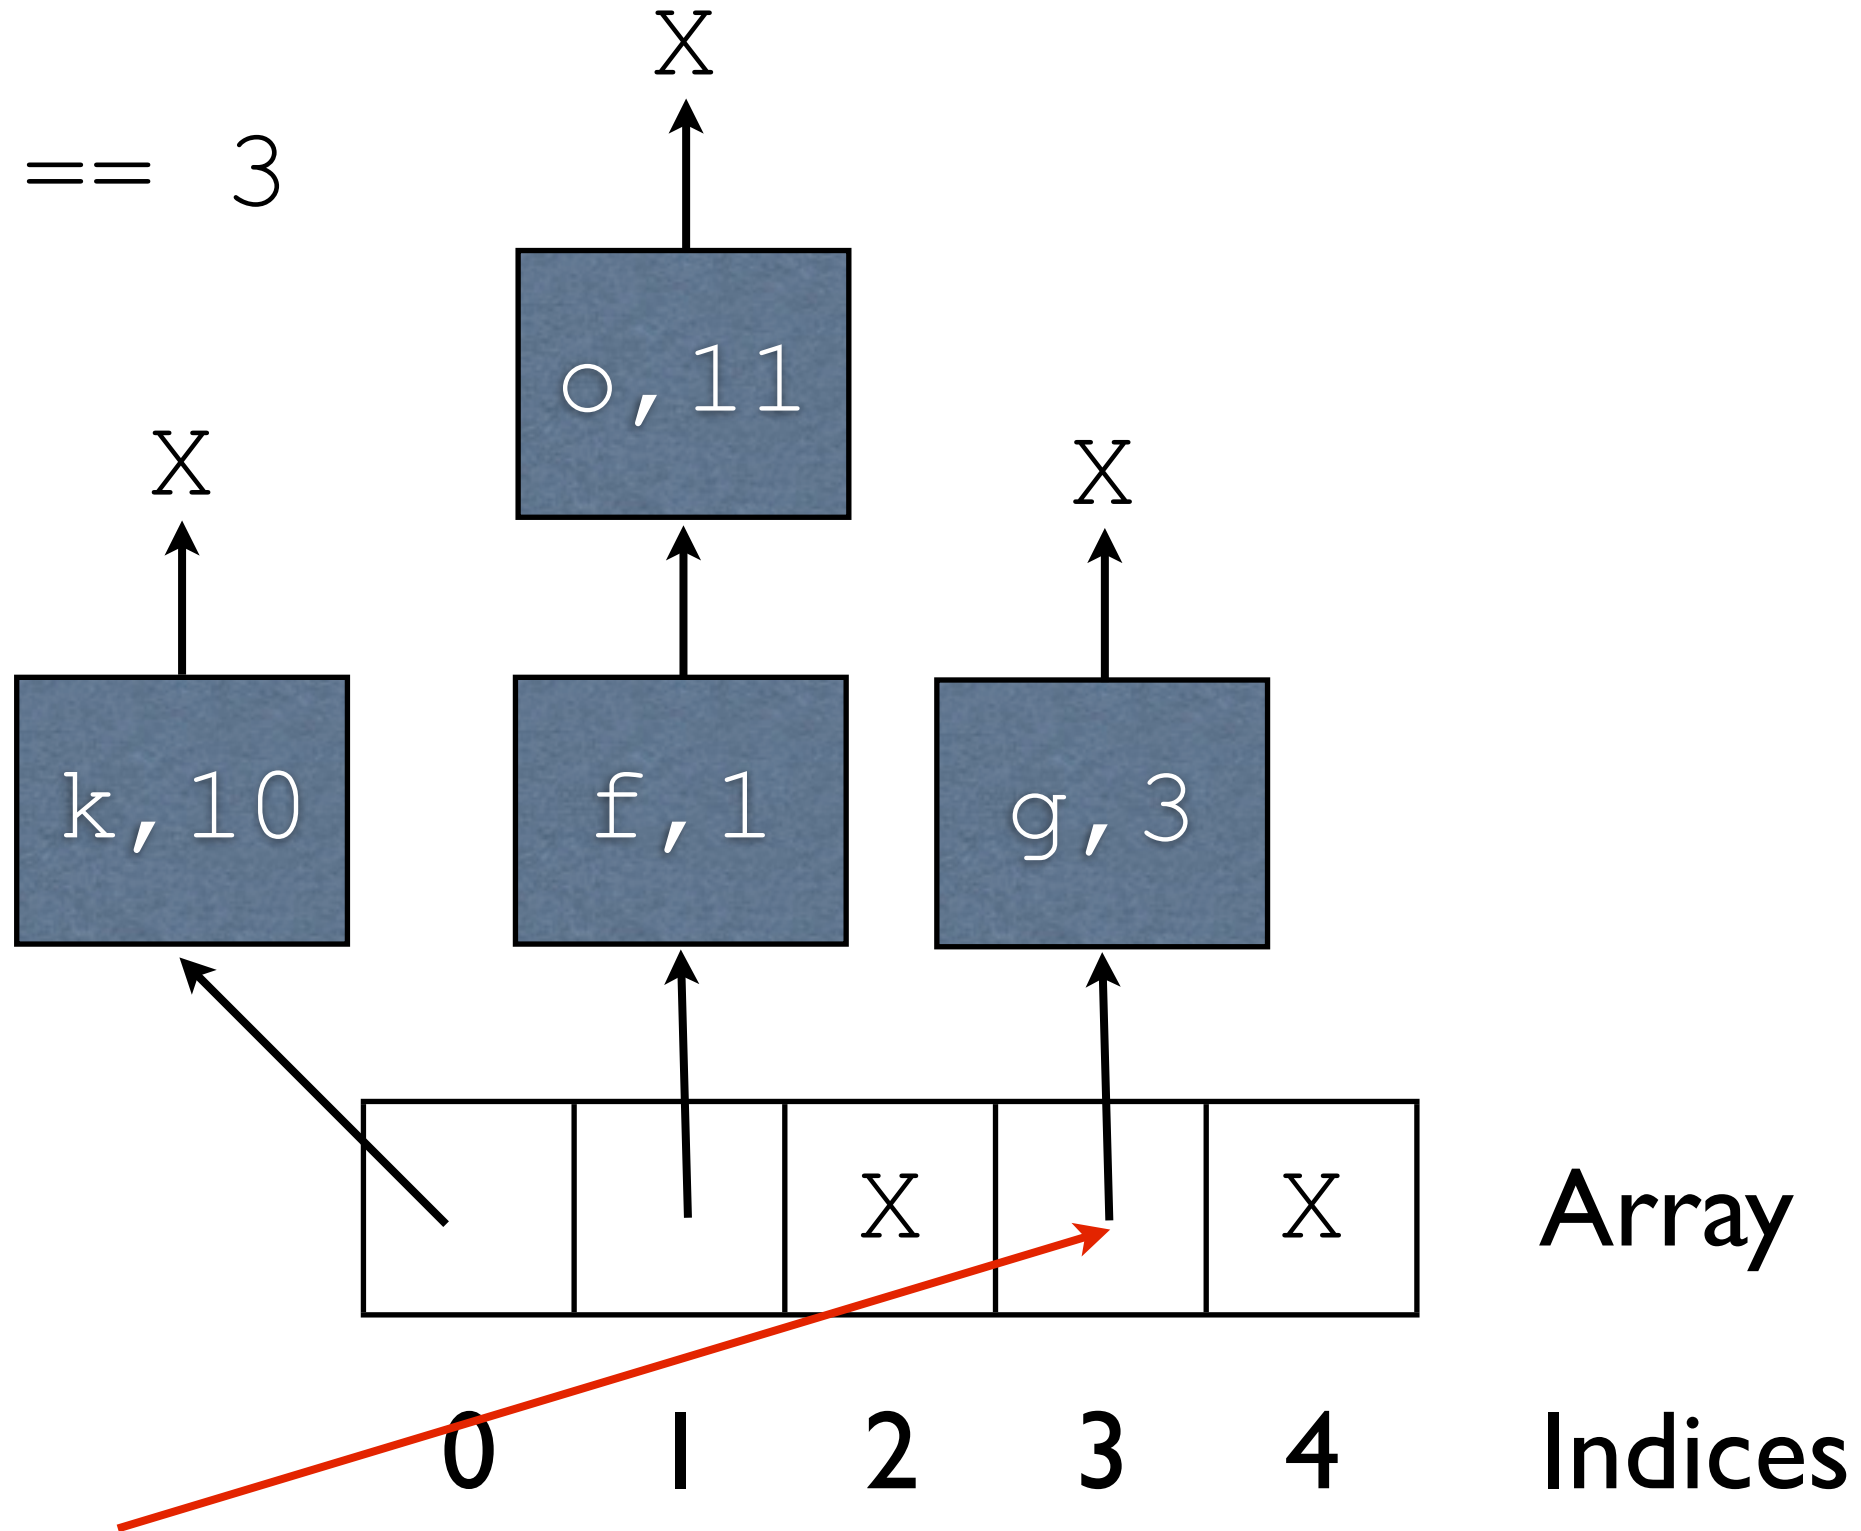 X
== 3
o,11
X
X
k,10
f,1
g,3
X
X
Array
0
1
2
3
4
Indices